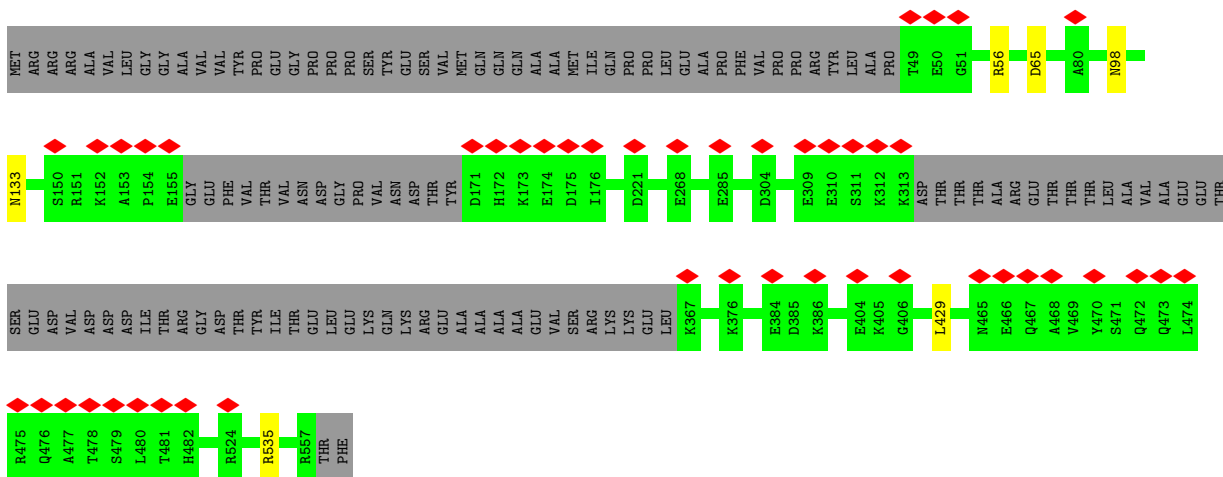 MET ARG ARG ARG ALA VAL LEU GLY GLY ALA VAL VAL TYR PRO GLU GLY PRO PRO PRO SER TYR GLU SER VAL MET GLN GLN GLN ALA ALA MET ILE GLN PRO PRO LEU GLU ALA PRO PHE VAL PRO PRO ARG TYR LEU ALA PRO T49 E50 G51 R56 D65 A80 N98
N133 S150 R151 K152 A153 P154 E155 GLY GLU PHE VAL THR VAL ASN ASP GLY PRO VAL ASN ASP THR TYR D171 H172 K173 E174 D175 I176 D221 E268 E285 D304 E309 E310 S311 K312 K313 ASP THR THR THR ALA ARG GLU THR THR THR LEU ALA VAL ALA GLU GLU THR
SER GLU ASP VAL ASP ASP ASP ILE THR ARG GLY ASP THR TYR ILE THR GLU LEU GLU LYS GLN LYS ARG GLU ALA ALA ALA ALA GLU VAL SER ARG LYS LYS GLU LEU K367 K376 E384 D385 K386 E404 K405 G406 L429 N465 E466 Q467 A468 V469 Y470 S471 Q472 Q473 L474
R475 Q476 A477 T478 S479 L480 T481 H482 R524 R535 R557 THR PHE